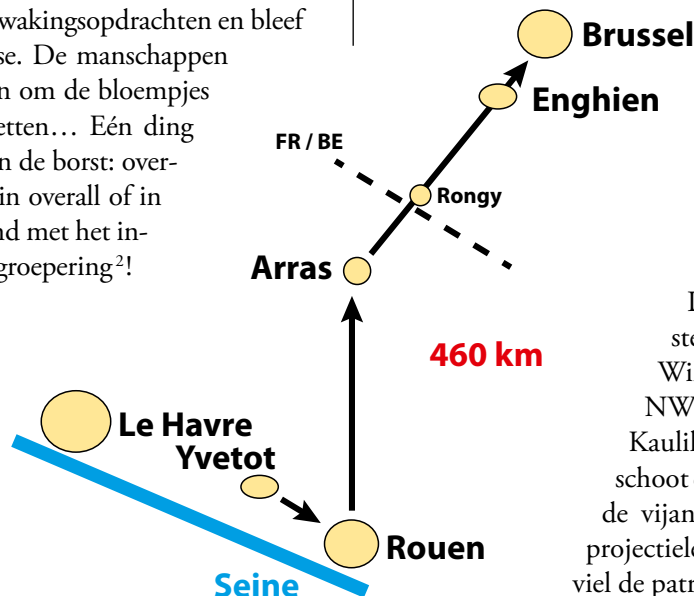 wakingsopdrachten en bleef
se. De manschappen
n om de bloempjes
etten… Eén ding
n de borst: over-
in overall of in
nd met het in-
groepering²!
Brussel
Enghien
FR / BE
Rongy
Arras
460 km
Le Havre
Yvetot
Rouen
Seine
ste
Wi
NW
Kaulil
schoot
de vijan
projectield
viel de patr